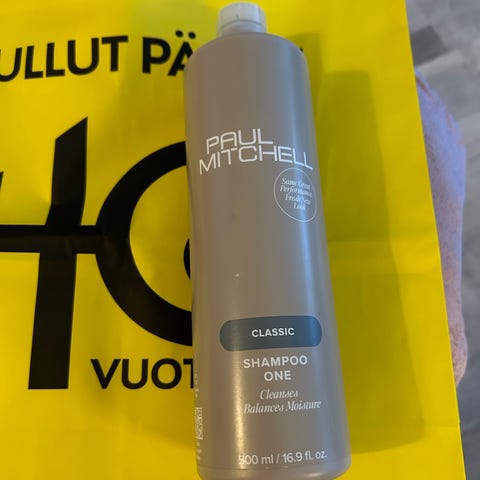 ULLUT PÄ
HO
VUOT
PAUL
MITCHELL
Same Great
Performance,
Fresh New
Look
CLASSIC
SHAMPOO
ONE
Cleanses
Balances Moisture
500 ml / 16.9 fl. oz.